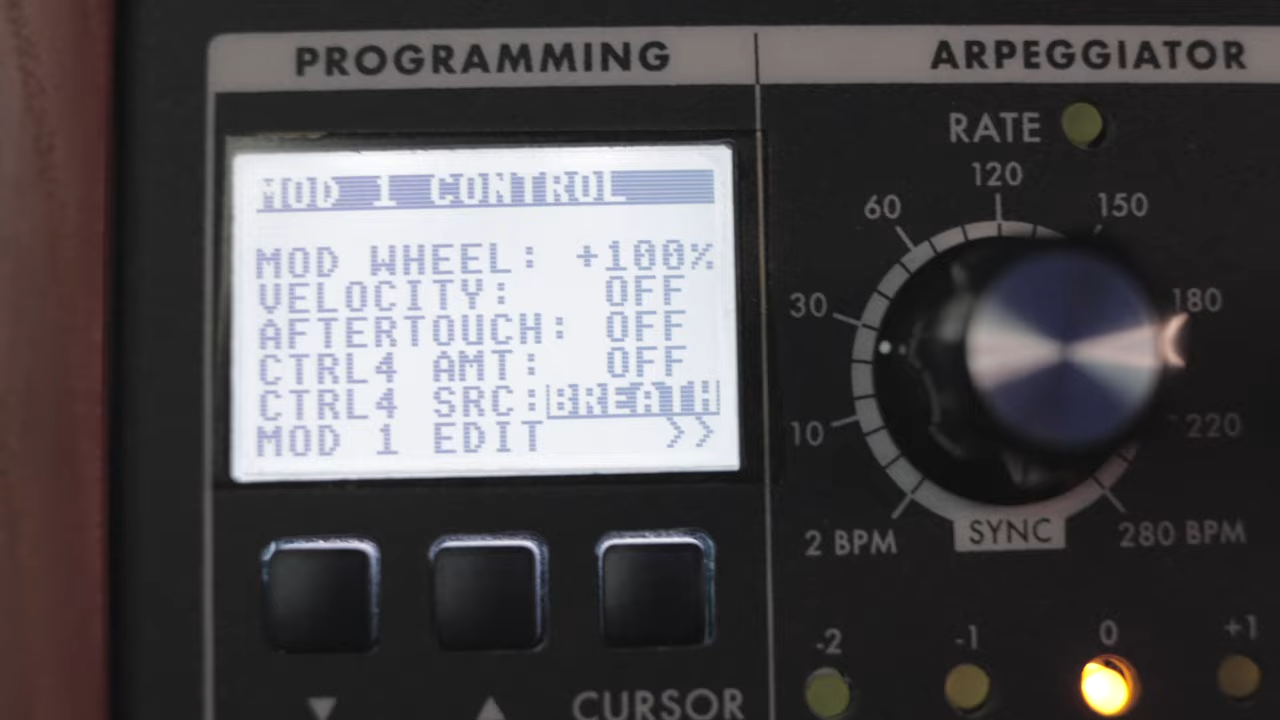 PROGRAMMING
MOD 1 CONTROL
MOD WHEEL: +100%
VELOCITY: OFF
AFTERTOUCH: OFF
CTRL4 AMT: OFF
CTRL4 SRC: BREATH
MOD 1 EDIT >>
CURSOR
ARPEGGIATOR
RATE
120
60 150
30 180
10 220
2 BPM SYNC 280 BPM
-2 -1 0 +1